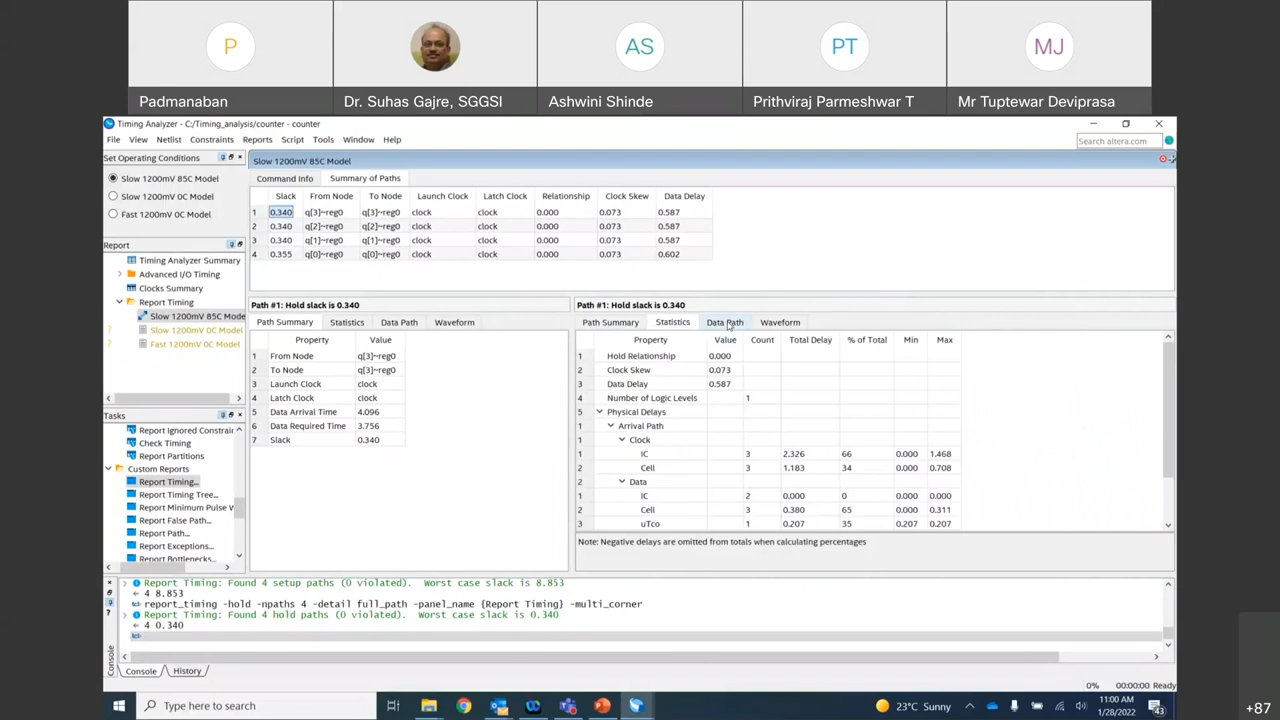 P
AS
PT
MJ
Padmanaban
Dr. Suhas Gajre, SGGSI
Ashwini Shinde
Prithviraj Parmeshwar T
Mr Tuptewar Deviprasa
Timing Analyzer - C:/Timing_analysis/counter - counter
File View Netlist Constraints Reports Script Tools Window Help
Search altera.com
Set Operating Conditions
Slow 1200mV 85C Model
Slow 1200mV 0C Model
Fast 1200mV 0C Model
Report
Timing Analyzer Summary
Advanced I/O Timing
Clocks Summary
Report Timing
Slow 1200mV 85C Mode
Slow 1200mV 0C Model
Fast 1200mV 0C Model
Tasks
Report Ignored Constrai
Check Timing
Report Partitions
Custom Reports
Report Timing...
Report Timing Tree...
Report Minimum Pulse W
Report False Path...
Report Path...
Report Exceptions...
Report Bottlenecks...
Slow 1200mV 85C Model
Command Info Summary of Paths
Slack From Node To Node Launch Clock Latch Clock Relationship Clock Skew Data Delay
1 0.340 q[3]~reg0 q[3]~reg0 clock clock 0.000 0.073 0.587
2 0.340 q[2]~reg0 q[2]~reg0 clock clock 0.000 0.073 0.587
3 0.340 q[1]~reg0 q[1]~reg0 clock clock 0.000 0.073 0.587
4 0.355 q[0]~reg0 q[0]~reg0 clock clock 0.000 0.073 0.602
Path #1: Hold slack is 0.340
Path Summary Statistics Data Path Waveform
Property Value
1 From Node q[3]~reg0
2 To Node q[3]~reg0
3 Launch Clock clock
4 Latch Clock clock
5 Data Arrival Time 4.096
6 Data Required Time 3.756
7 Slack 0.340
Path #1: Hold slack is 0.340
Path Summary Statistics Data Path Waveform
Property Value Count Total Delay % of Total Min Max
1 Hold Relationship 0.000
2 Clock Skew 0.073
3 Data Delay 0.587
4 Number of Logic Levels 1
5 Physical Delays
1 Arrival Path
1 Clock
1 IC 3 2.326 66 0.000 1.468
2 Cell 3 1.183 34 0.000 0.708
2 Data
1 IC 2 0.000 0 0.000 0.000
2 Cell 3 0.380 65 0.000 0.311
3 uTco 1 0.207 35 0.207 0.207
Note: Negative delays are omitted from totals when calculating percentages
Report Timing: Found 4 setup paths (0 violated). Worst case slack is 8.853
4 8.853
report_timing -hold -npaths 4 -detail full_path -panel_name {Report Timing} -multi_corner
Report Timing: Found 4 hold paths (0 violated). Worst case slack is 0.340
4 0.340
tcl>
Console
Console History
0% 00:00:00 Ready
Type here to search
23°C Sunny
11:00 AM
1/28/2022
43
+87